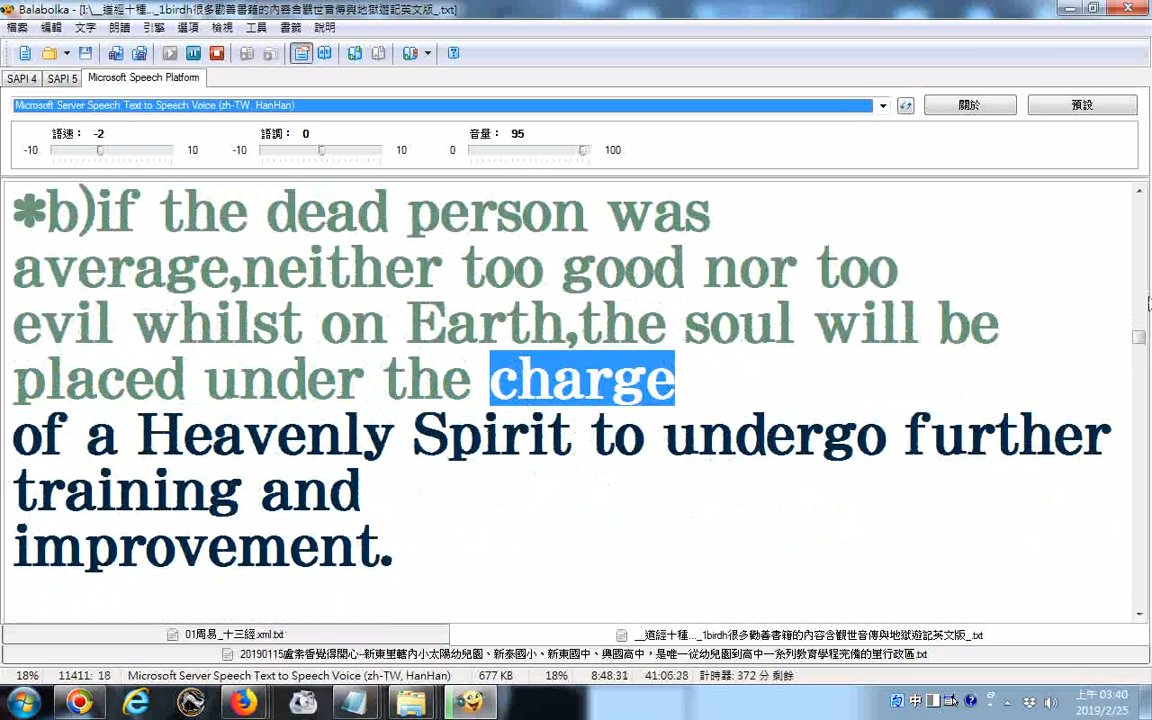 Balabolka - [I:\__道經十種..._1birdh很多勸善書籍的內容含觀世音傳與地獄遊記英文版_.txt]
檔案 編輯 文字 朗讀 引擎 選項 檢視 工具 書籤 說明
SAPI 4 SAPI 5 Microsoft Speech Platform
Microsoft Server Speech Text to Speech Voice (zh-TW, HanHan) 關於 預設
語速： -2 語調： 0 音量： 95
-10 10 -10 10 0 100
*b)if the dead person was
average,neither too good nor too
evil whilst on Earth,the soul will be
placed under the charge
of a Heavenly Spirit to undergo further
training and
improvement.
01周易_十三經.xml.txt __道經十種..._1birdh很多勸善書籍的內容含觀世音傳與地獄遊記英文版_.txt
20190115盧素香覺得開心-新東里轄內小太陽幼兒園、新泰國小、新東國中、興國高中，是唯一從幼兒園到高中一系列教育學程完備的里行政區.txt
18% 11411: 18 Microsoft Server Speech Text to Speech Voice (zh-TW, HanHan) 677 KB 18% 8:48:31 41:06:28 計時器： 372 分 剩餘
中 上午 03:40
2019/2/25